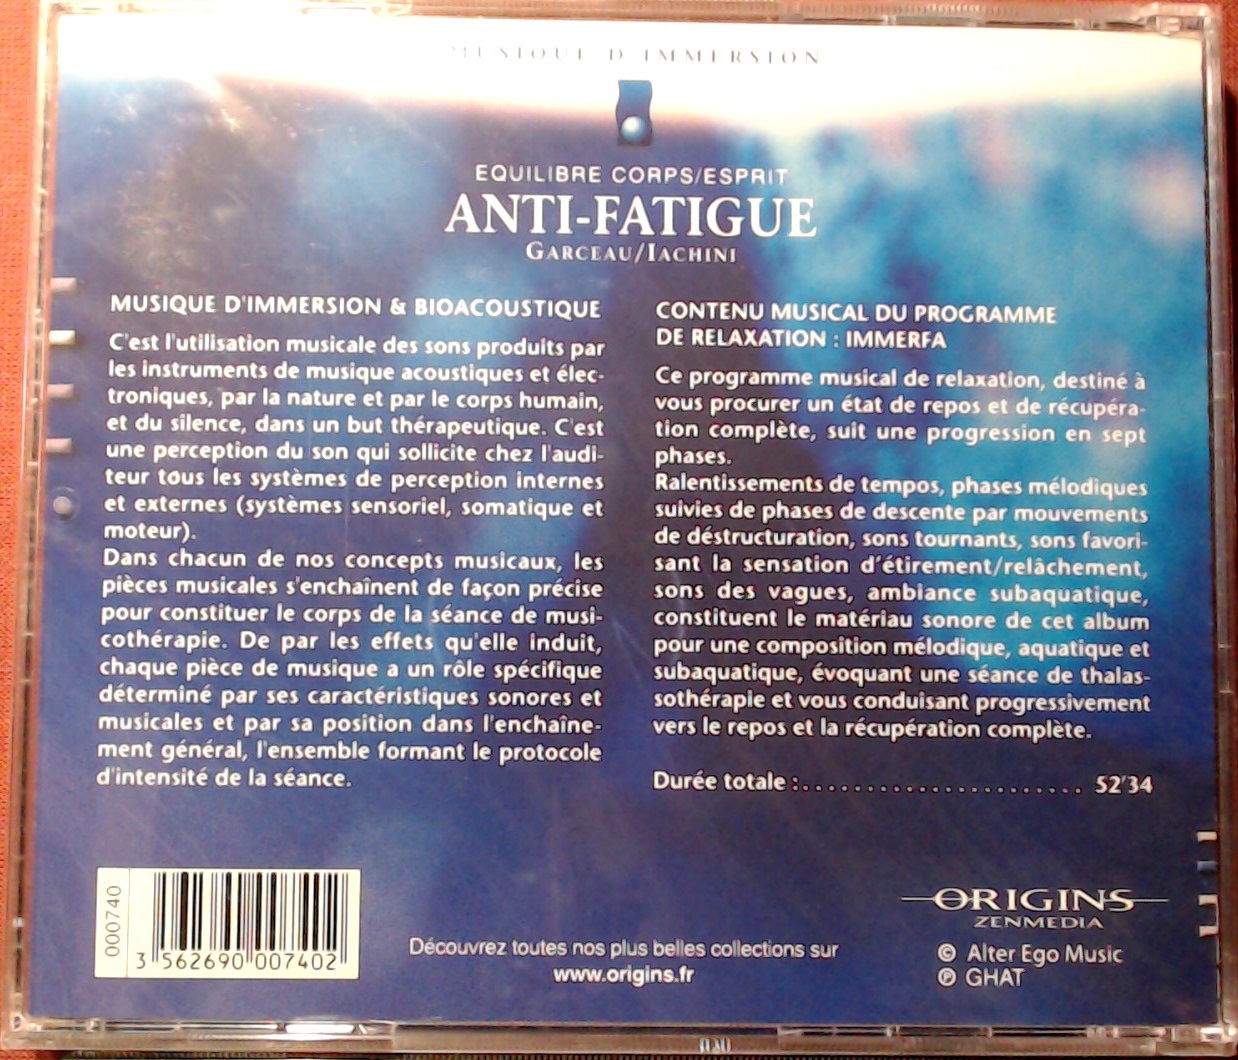 MUSIQUE D'IMMERSION
EQUILIBRE CORPS/ESPRIT
ANTI-FATIGUE
GARCEAU/IACHINI
MUSIQUE D'IMMERSION & BIOACOUSTIQUE
C'est l'utilisation musicale des sons produits par
les instruments de musique acoustiques et élec-
troniques, par la nature et par le corps humain,
et du silence, dans un but thérapeutique. C'est
une perception du son qui sollicite chez l'audi-
teur tous les systèmes de perception internes
et externes (systèmes sensoriel, somatique et
moteur).
Dans chacun de nos concepts musicaux, les
pièces musicales s'enchaînent de façon précise
pour constituer le corps de la séance de musi-
cothérapie. De par les effets qu'elle induit,
chaque pièce de musique a un rôle spécifique
déterminé par ses caractéristiques sonores et
musicales et par sa position dans l'enchaîne-
ment général, l'ensemble formant le protocole
d'intensité de la séance.
CONTENU MUSICAL DU PROGRAMME
DE RELAXATION : IMMERFA
Ce programme musical de relaxation, destiné à
vous procurer un état de repos et de récupéra-
tion complète, suit une progression en sept
phases.
Ralentissements de tempos, phases mélodiques
suivies de phases de descente par mouvements
de déstructuration, sons tournants, sons favori-
sant la sensation d'étirement/relâchement,
sons des vagues, ambiance subaquatique,
constituent le matériau sonore de cet album
pour une composition mélodique, aquatique et
subaquatique, évoquant une séance de thalas-
sothérapie et vous conduisant progressivement
vers le repos et la récupération complète.
Durée totale :...................... 52'34
000740
3 562690 007402
Découvrez toutes nos plus belles collections sur
www.origins.fr
ORIGINS
ZENMEDIA
© Alter Ego Music
℗ GHAT